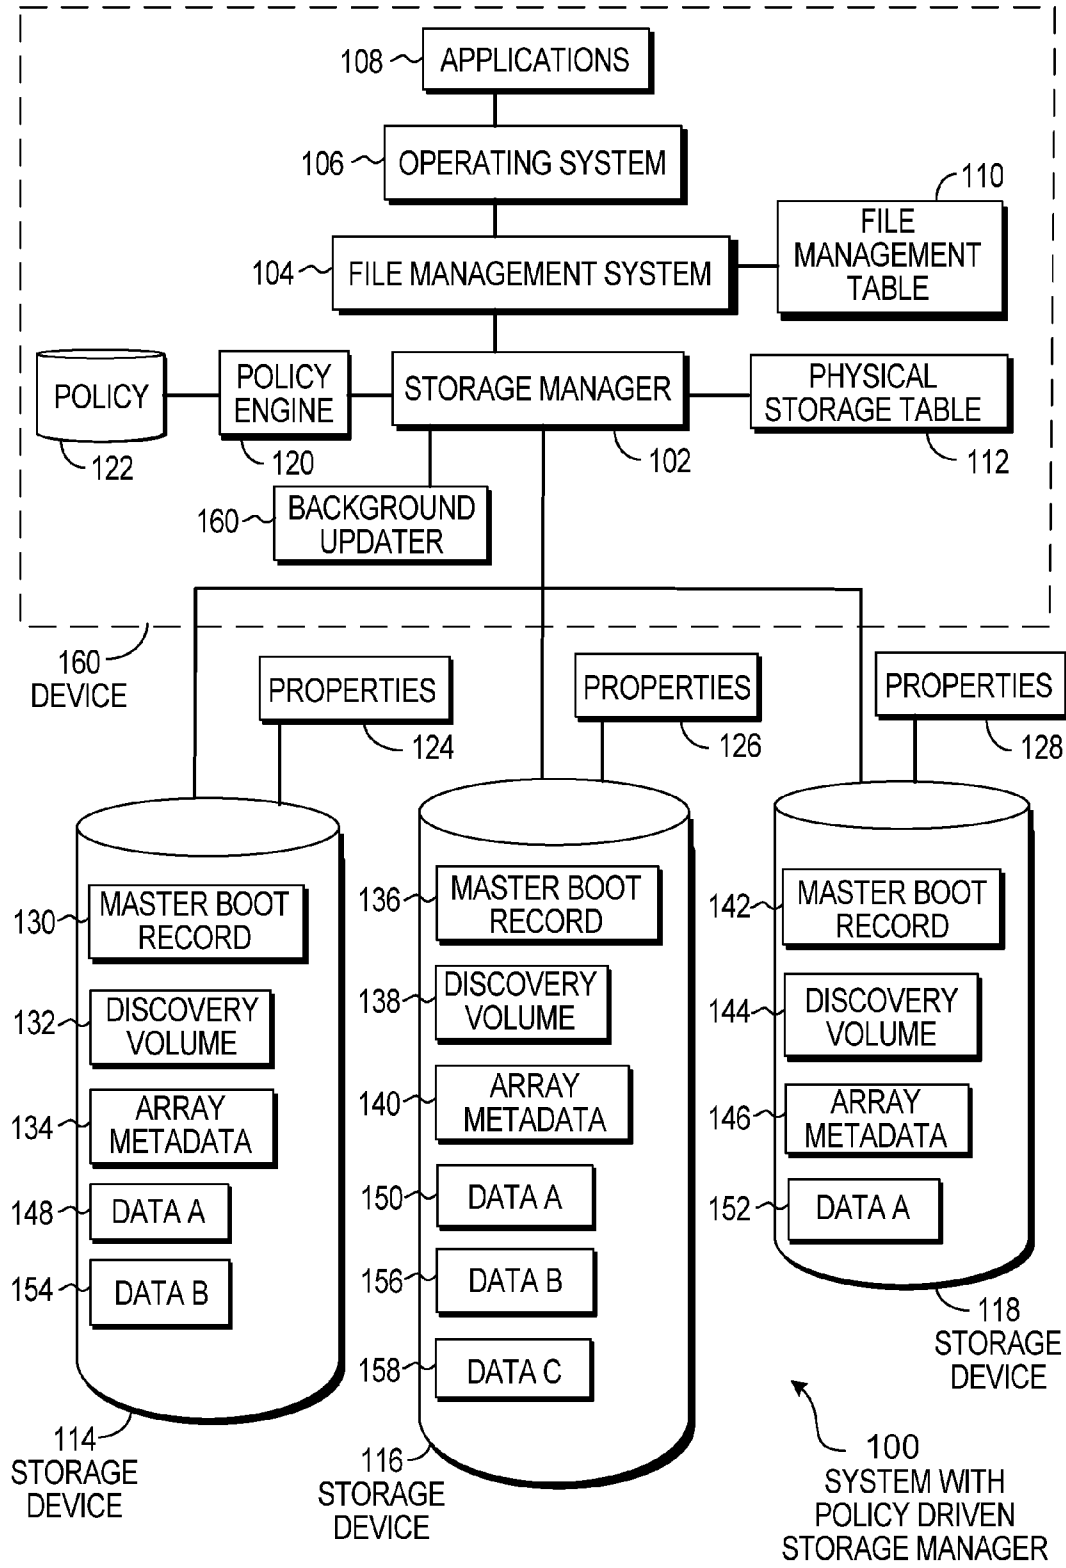 108
APPLICATIONS
106
OPERATING SYSTEM
110
FILE
MANAGEMENT
TABLE
104
FILE MANAGEMENT SYSTEM
POLICY
122
POLICY
ENGINE
120
STORAGE MANAGER
102
PHYSICAL
STORAGE TABLE
112
160
BACKGROUND
UPDATER
160
DEVICE
PROPERTIES
124
PROPERTIES
126
PROPERTIES
128
130
MASTER BOOT
RECORD
132
DISCOVERY
VOLUME
134
ARRAY
METADATA
148
DATA A
154
DATA B
114
STORAGE
DEVICE
136
MASTER BOOT
RECORD
138
DISCOVERY
VOLUME
140
ARRAY
METADATA
150
DATA A
156
DATA B
158
DATA C
116
STORAGE
DEVICE
142
MASTER BOOT
RECORD
144
DISCOVERY
VOLUME
146
ARRAY
METADATA
152
DATA A
118
STORAGE
DEVICE
100
SYSTEM WITH
POLICY DRIVEN
STORAGE MANAGER